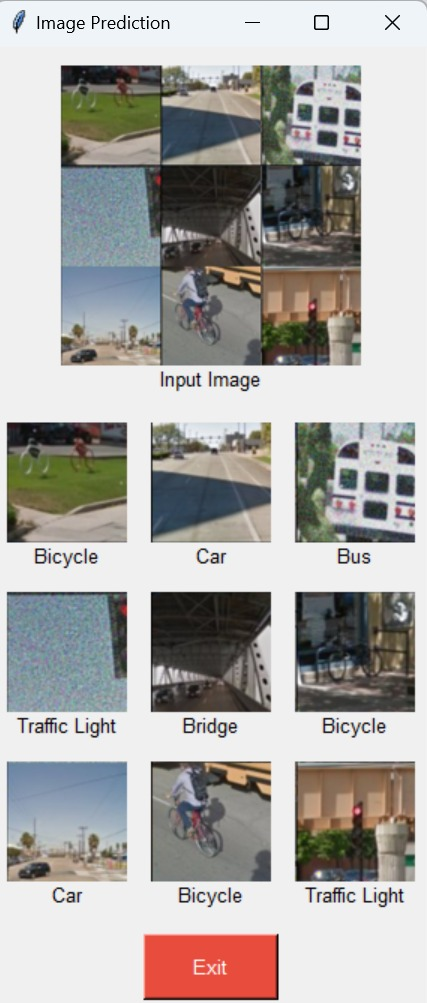 Image Prediction
Input Image
Bicycle
Car
Bus
Traffic Light
Bridge
Bicycle
Car
Bicycle
Traffic Light
Exit